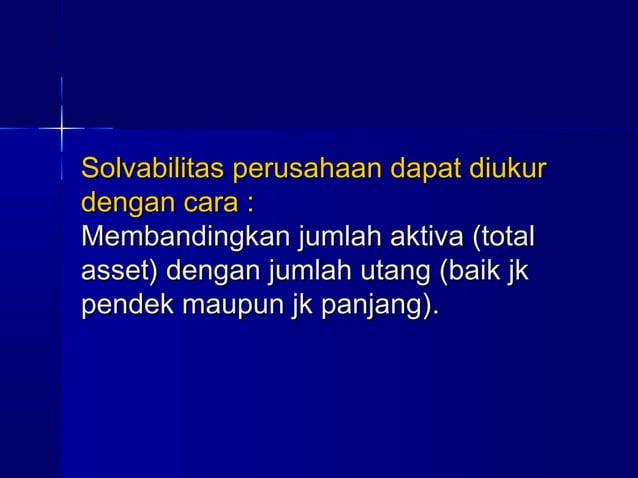 Solvabilitas perusahaan dapat diukur
dengan cara :
Membandingkan jumlah aktiva (total
asset) dengan jumlah utang (baik jk
pendek maupun jk panjang).